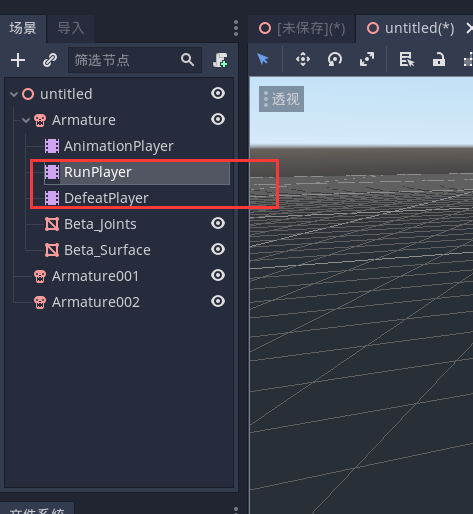 场景 导入
[未保存](*) untitled(*)
筛选节点
透视
untitled
Armature
AnimationPlayer
RunPlayer
DefeatPlayer
Beta_Joints
Beta_Surface
Armature001
Armature002
文件系统